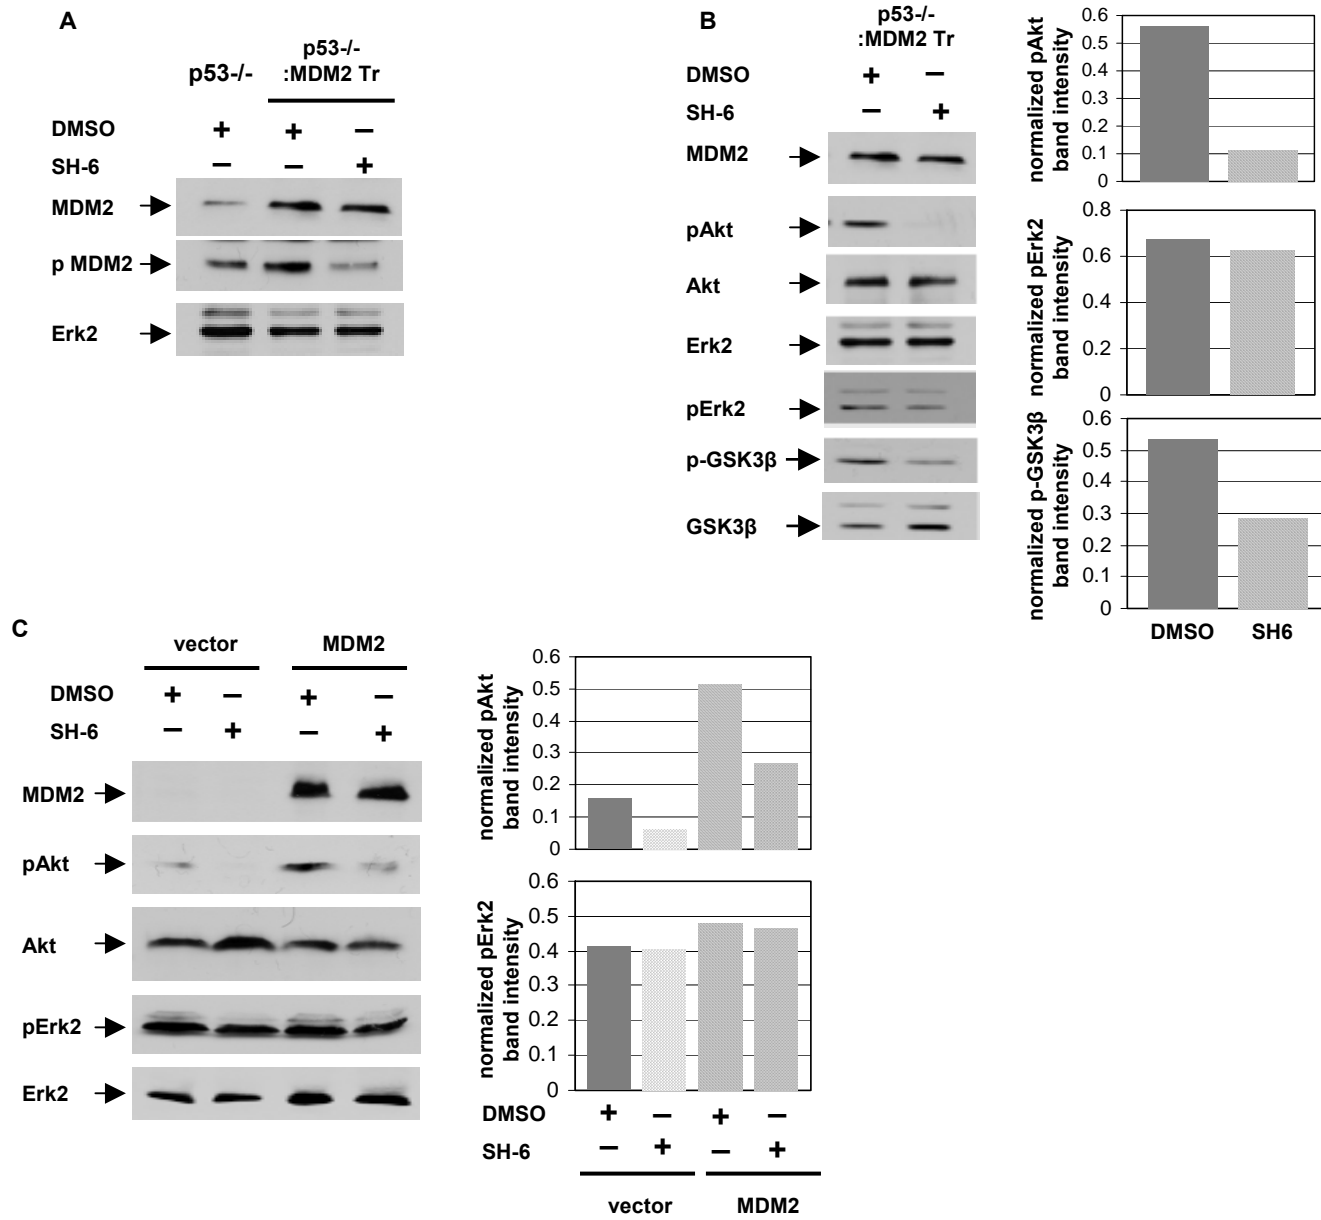 A
p53-/-
p53-/-
:MDM2 Tr
DMSO + + –
SH-6 – – +
MDM2
p MDM2
Erk2
B
p53-/-
:MDM2 Tr
DMSO + –
SH-6 – +
MDM2
pAkt
Akt
Erk2
pErk2
p-GSK3β
GSK3β
normalized pAkt
band intensity
0.6
0.5
0.4
0.3
0.2
0.1
0
normalized pErk2
band intensity
0.8
0.6
0.4
0.2
0
normalized p-GSK3β
band intensity
0.6
0.5
0.4
0.3
0.2
0.1
0
DMSO SH6
C
vector MDM2
DMSO + – + –
SH-6 – + – +
MDM2
pAkt
Akt
pErk2
Erk2
normalized pAkt
band intensity
0.6
0.5
0.4
0.3
0.2
0.1
0
normalized pErk2
band intensity
0.6
0.5
0.4
0.3
0.2
0.1
0
DMSO + – + –
SH-6 – + – +
vector MDM2